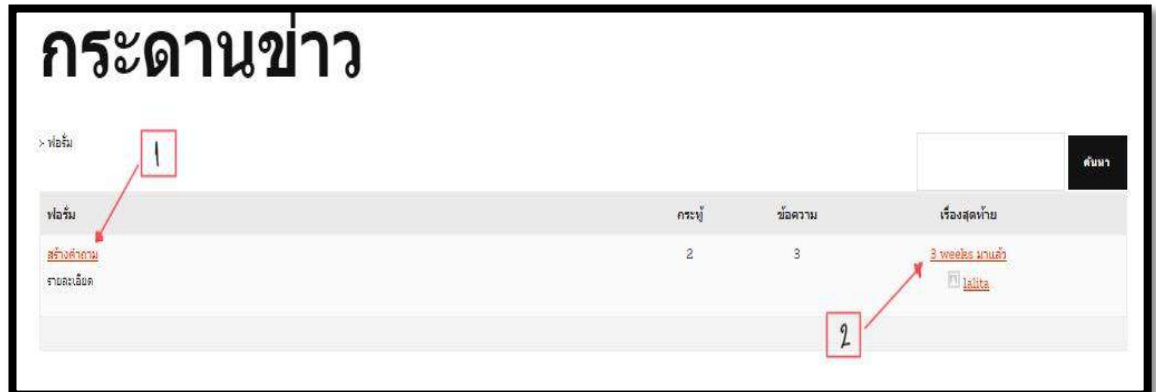 กระดานข่าว
> ฟอรั่ม
1
ค้นหา
ฟอรั่ม กระทู้ ข้อความ เรื่องสุดท้าย
สร้างคำถาม 2 3 3 weeks มาแล้ว
รายละเอียด lalita
2